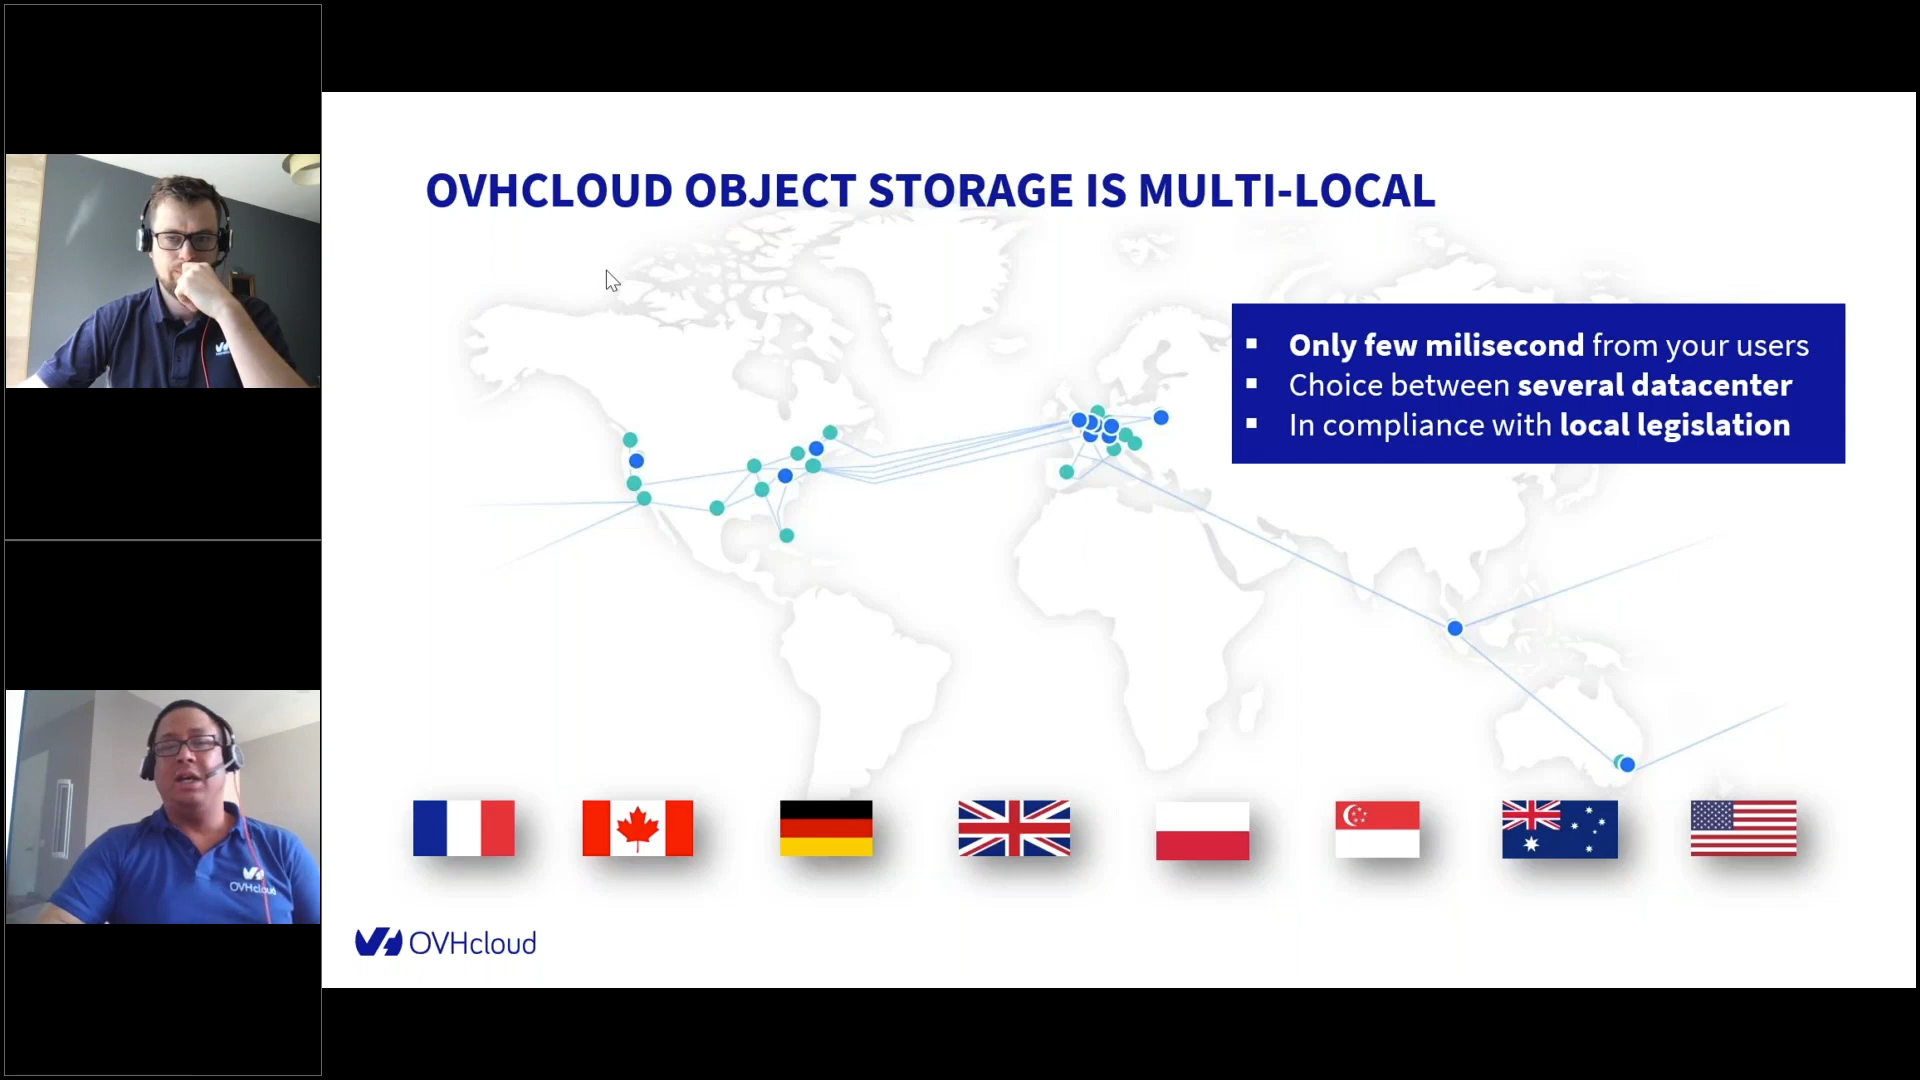 OVHCLOUD OBJECT STORAGE IS MULTI-LOCAL
Only few milisecond from your users
Choice between several datacenter
In compliance with local legislation
OVHcloud
OVHcloud